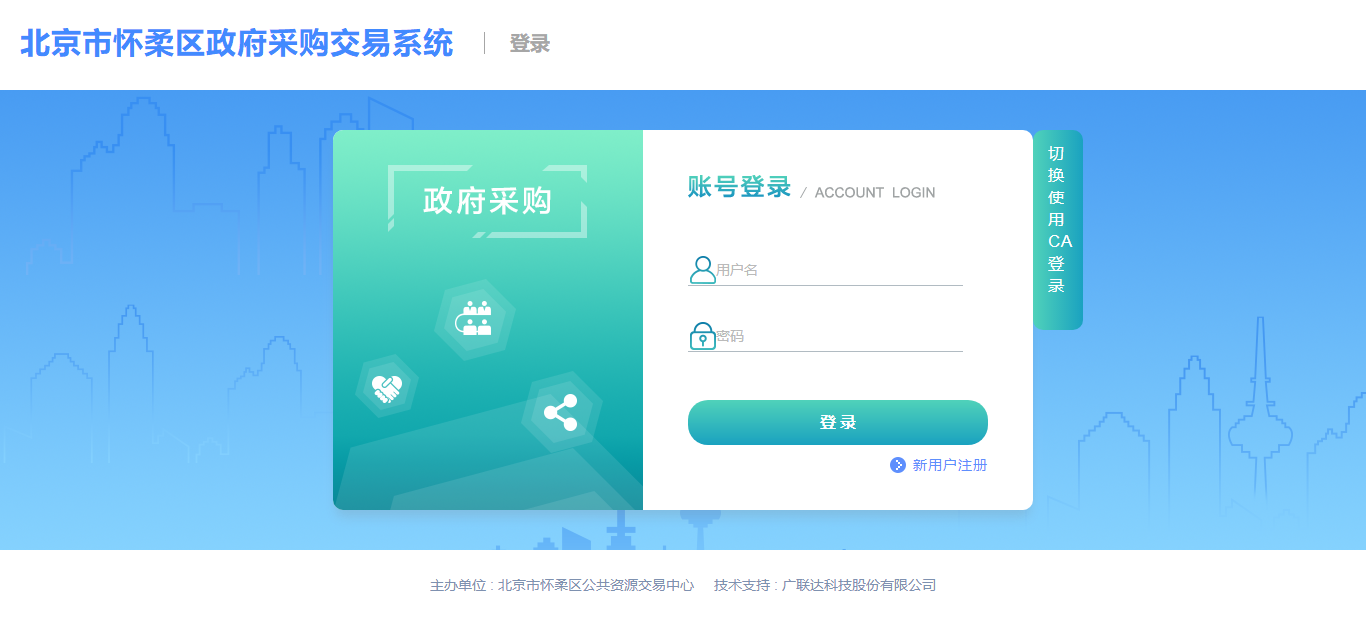 北京市怀柔区政府采购交易系统 登录
政府采购
账号登录 / ACCOUNT LOGIN
用户名
密码
登录
新用户注册
切
换
使
用
CA
登
录
主办单位 : 北京市怀柔区公共资源交易中心 技术支持 : 广联达科技股份有限公司